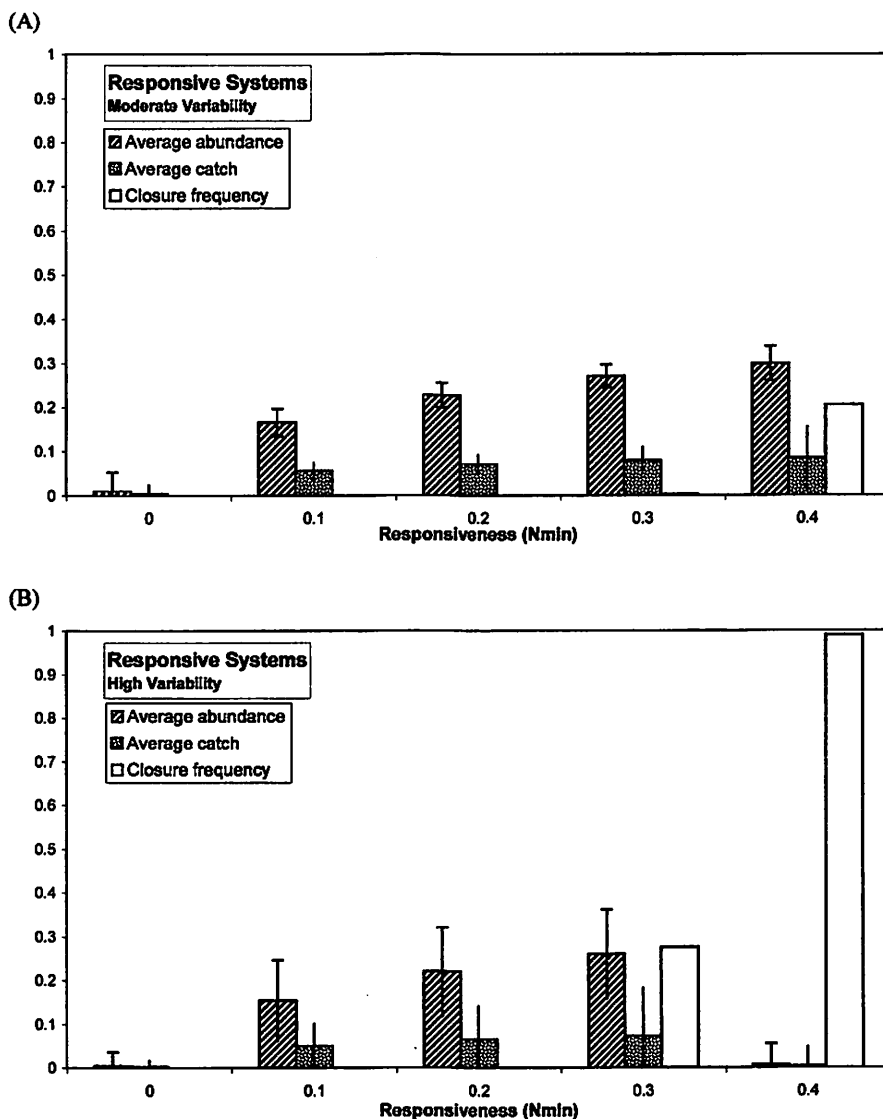 (A)
1
0.9
0.8
0.7
0.6
0.5
0.4
0.3
0.2
0.1
0
Responsive Systems
Moderate Variability
Average abundance
Average catch
Closure frequency
0 0.1 0.2 0.3 0.4
Responsiveness (Nmin)
(B)
1
0.9
0.8
0.7
0.6
0.5
0.4
0.3
0.2
0.1
0
Responsive Systems
High Variability
Average abundance
Average catch
Closure frequency
0 0.1 0.2 0.3 0.4
Responsiveness (Nmin)